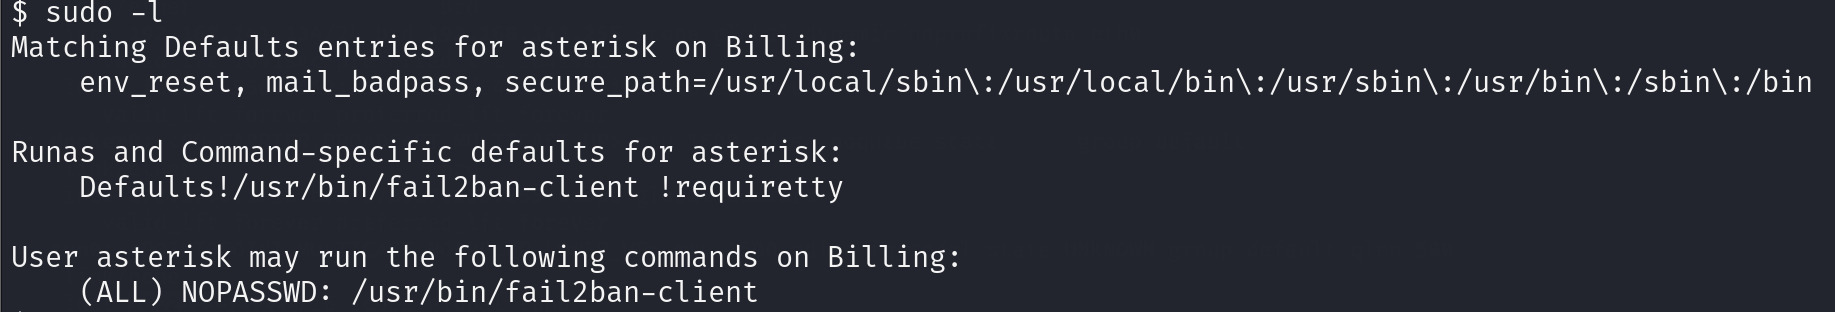 $ sudo -l
Matching Defaults entries for asterisk on Billing:
    env_reset, mail_badpass, secure_path=/usr/local/sbin\:/usr/local/bin\:/usr/sbin\:/usr/bin\:/sbin\:/bin

Runas and Command-specific defaults for asterisk:
    Defaults!/usr/bin/fail2ban-client !requiretty

User asterisk may run the following commands on Billing:
    (ALL) NOPASSWD: /usr/bin/fail2ban-client